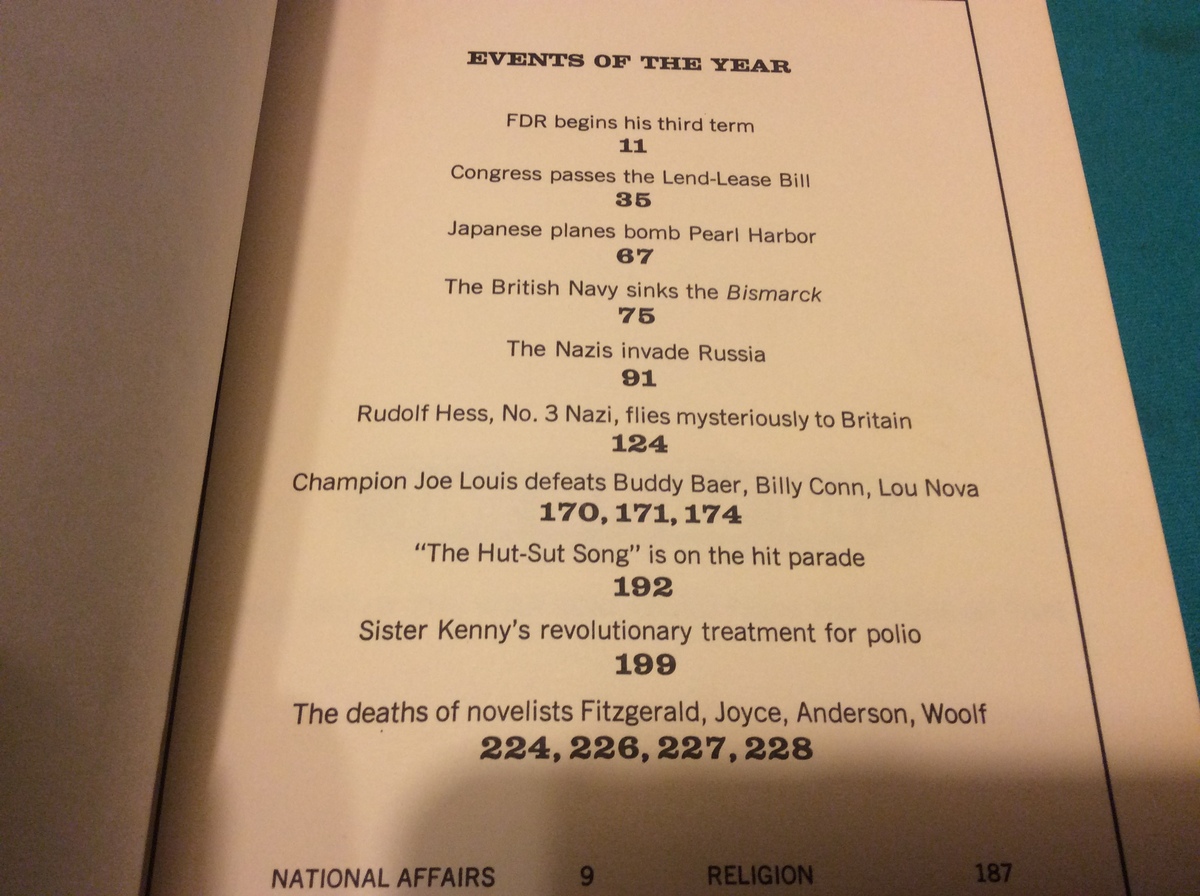 EVENTS OF THE YEAR
FDR begins his third term
11
Congress passes the Lend-Lease Bill
35
Japanese planes bomb Pearl Harbor
67
The British Navy sinks the Bismarck
75
The Nazis invade Russia
91
Rudolf Hess, No. 3 Nazi, flies mysteriously to Britain
124
Champion Joe Louis defeats Buddy Baer, Billy Conn, Lou Nova
170, 171, 174
“The Hut-Sut Song” is on the hit parade
192
Sister Kenny’s revolutionary treatment for polio
199
The deaths of novelists Fitzgerald, Joyce, Anderson, Woolf
224, 226, 227, 228
NATIONAL AFFAIRS 9 RELIGION 187